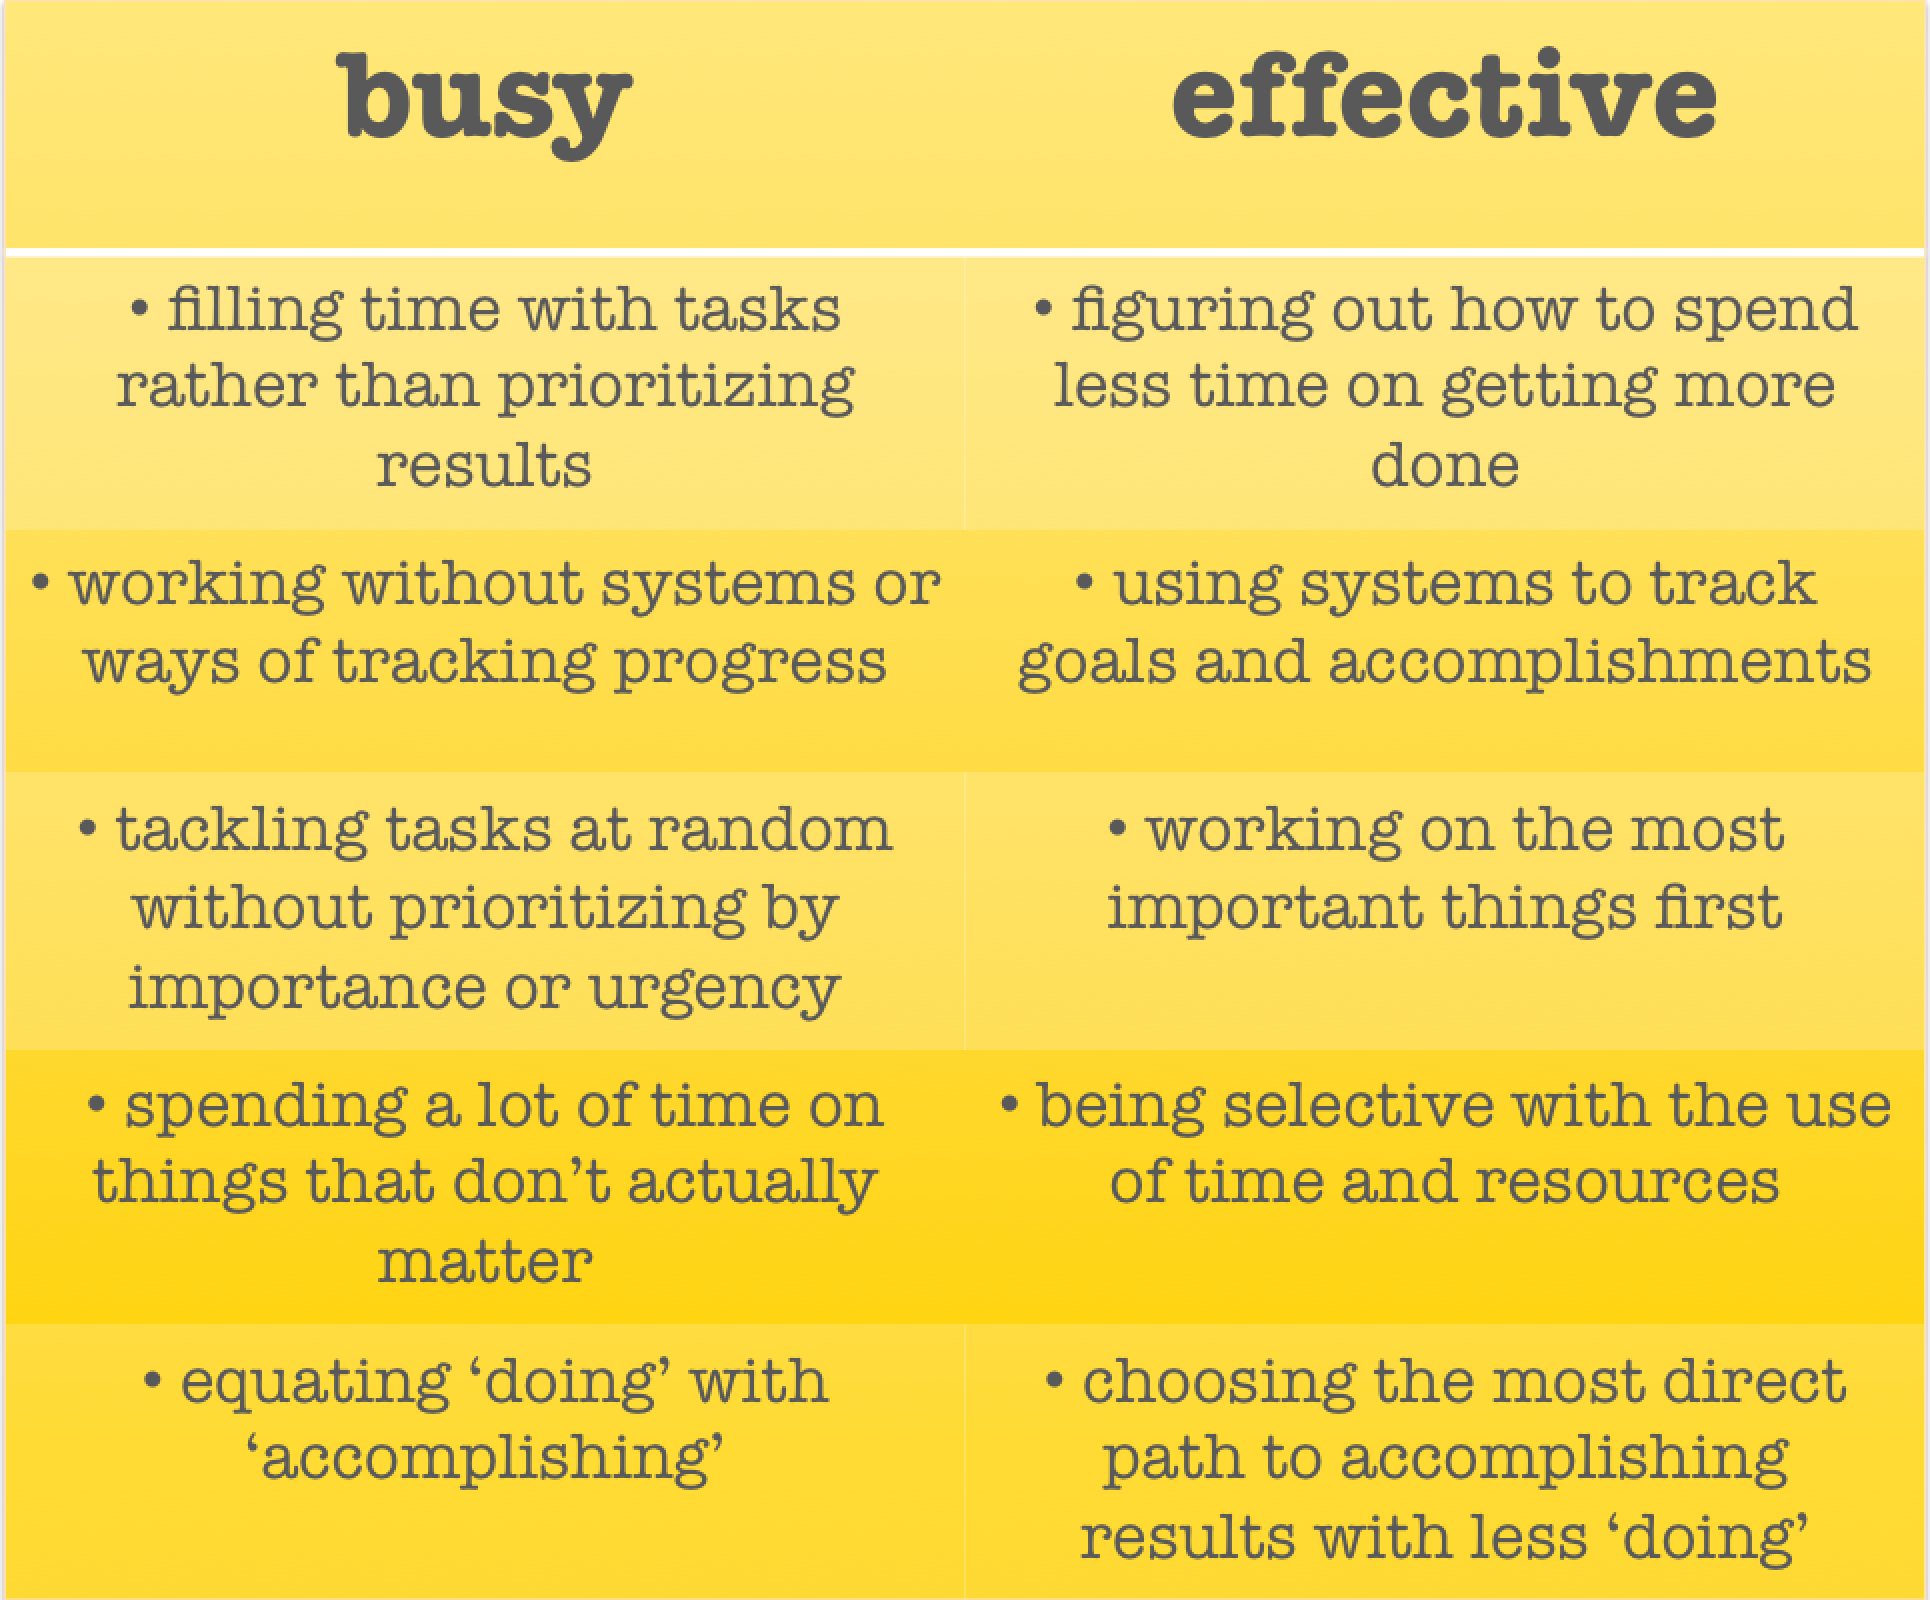 busy
effective
• filling time with tasks
rather than prioritizing
results
• figuring out how to spend
less time on getting more
done
• working without systems or
ways of tracking progress
• using systems to track
goals and accomplishments
• tackling tasks at random
without prioritizing by
importance or urgency
• working on the most
important things first
• spending a lot of time on
things that don’t actually
matter
• being selective with the use
of time and resources
• equating ‘doing’ with
‘accomplishing’
• choosing the most direct
path to accomplishing
results with less ‘doing’